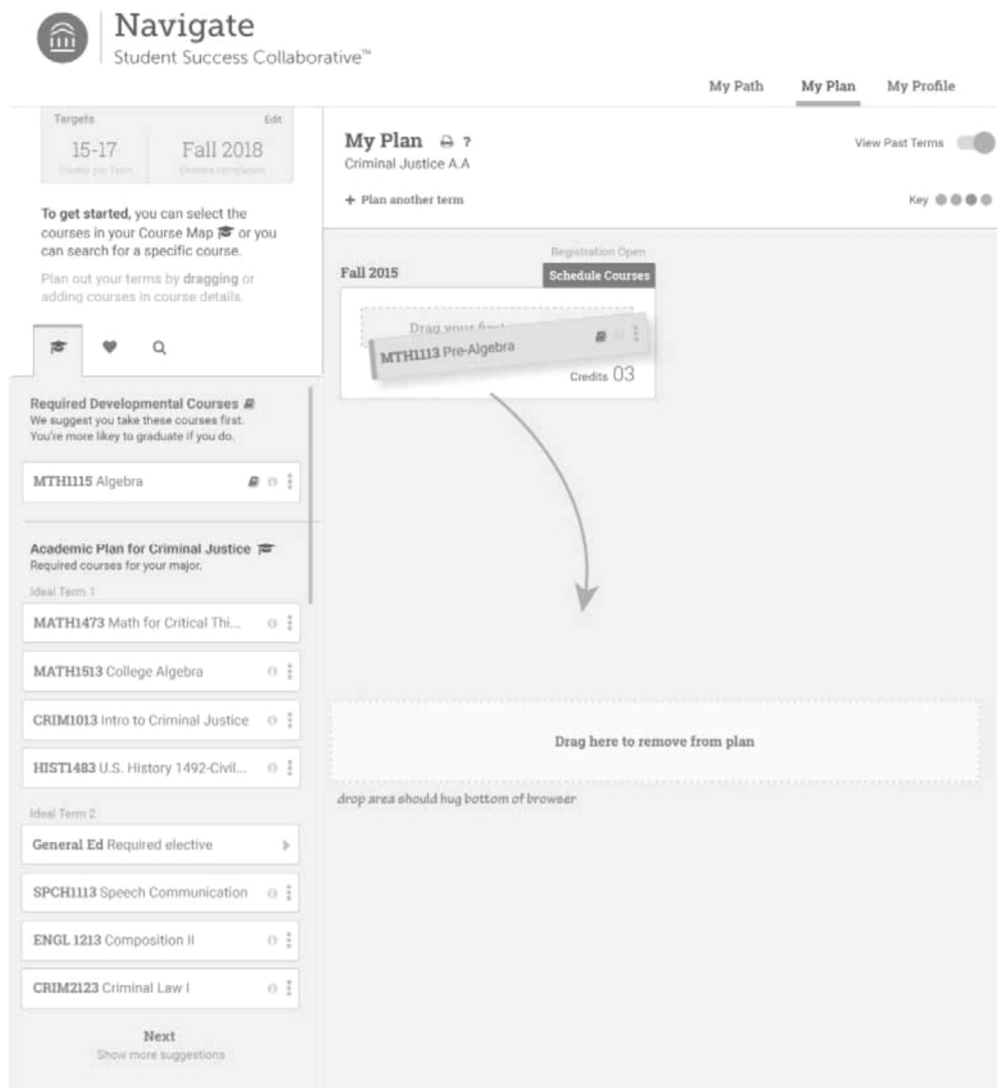 Navigate
Student Success Collaborative™
My Path My Plan My Profile
Targets Edit
15-17 Fall 2018
To get started, you can select the
courses in your Course Map or you
can search for a specific course.
Plan out your terms by dragging or
adding courses in course details.
Required Developmental Courses
We suggest you take these courses first.
You're more likey to graduate if you do.
MTH1115 Algebra
Academic Plan for Criminal Justice
Required courses for your major.
Ideal Term 1
MATH1473 Math for Critical Thi...
MATH1513 College Algebra
CRIM1013 Intro to Criminal Justice
HIST1483 U.S. History 1492-Civil...
Ideal Term 2
General Ed Required elective
SPCH1113 Speech Communication
ENGL 1213 Composition II
CRIM2123 Criminal Law I
Next
Show more suggestions
My Plan ?
Criminal Justice A.A
View Past Terms
+ Plan another term
Key
Registration Open
Fall 2015 Schedule Courses
Drag your first
MTH1113 Pre-Algebra
Credits 03
Drag here to remove from plan
drop area should hug bottom of browser